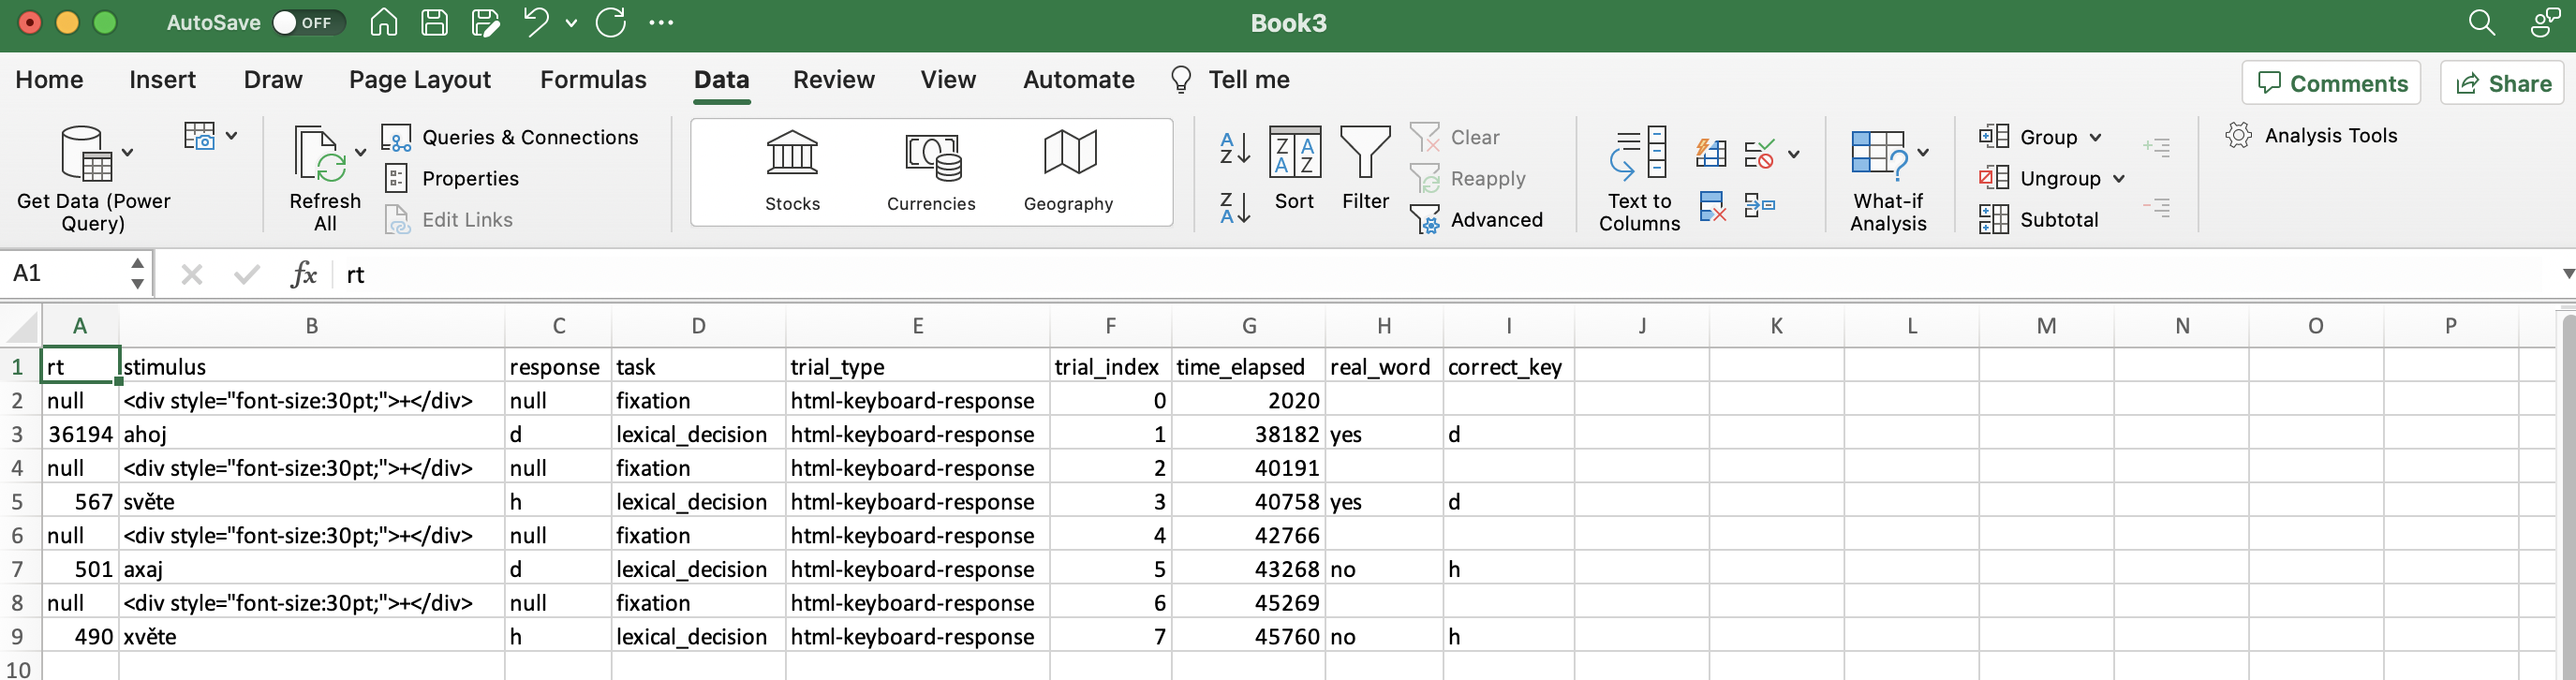 AutoSave OFF Book3
Home Insert Draw Page Layout Formulas Data Review View Automate Tell me Comments Share
Get Data (Power Query)
Refresh All
Queries & Connections
Properties
Edit Links
Stocks Currencies Geography
A Z
Z A
Z A A Z
Sort
Filter
Clear
Reapply
Advanced
Text to Columns
What-if Analysis
Group
Ungroup
Subtotal
Analysis Tools
A1 fx rt
A B C D E F G H I J K L M N O P
1 rt stimulus response task trial_type trial_index time_elapsed real_word correct_key
2 null <div style="font-size:30pt;">+</div> null fixation html-keyboard-response 0 2020
3 36194 ahoj d lexical_decision html-keyboard-response 1 38182 yes d
4 null <div style="font-size:30pt;">+</div> null fixation html-keyboard-response 2 40191
5 567 světe h lexical_decision html-keyboard-response 3 40758 yes d
6 null <div style="font-size:30pt;">+</div> null fixation html-keyboard-response 4 42766
7 501 axaj d lexical_decision html-keyboard-response 5 43268 no h
8 null <div style="font-size:30pt;">+</div> null fixation html-keyboard-response 6 45269
9 490 xvěte h lexical_decision html-keyboard-response 7 45760 no h
10